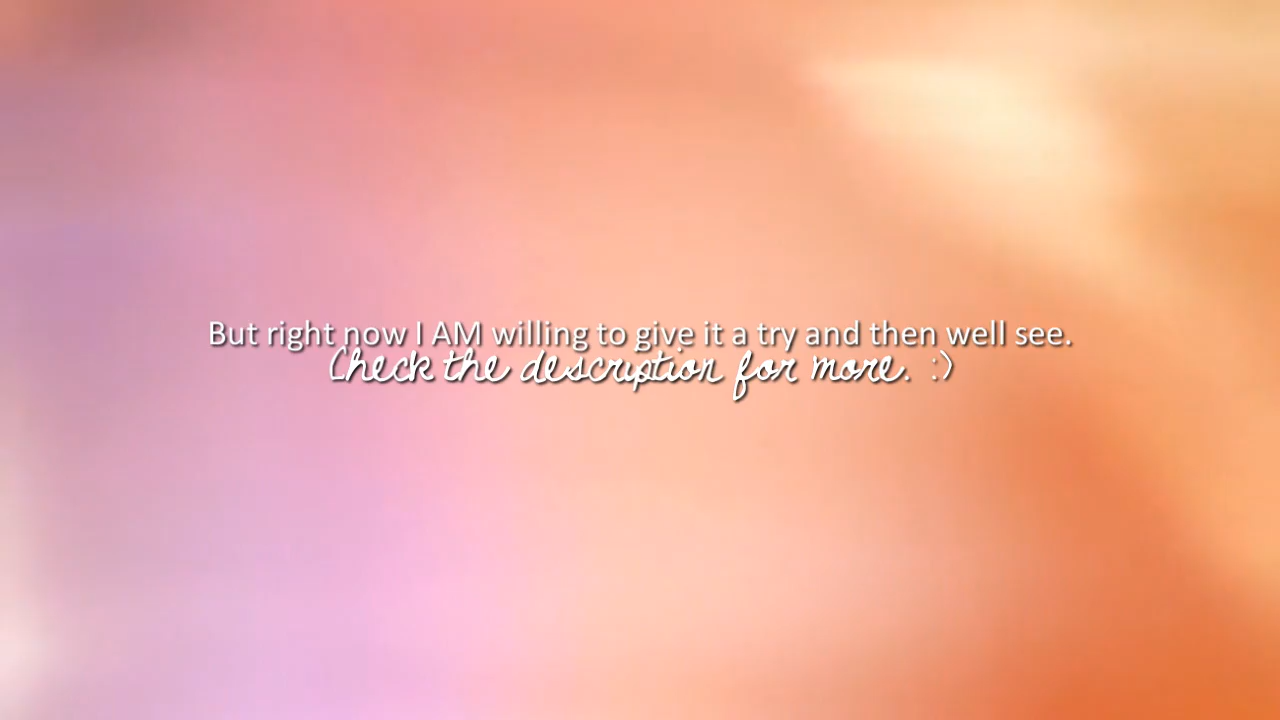 But right now I AM willing to give it a try and then well see.
Check the description for more. :)